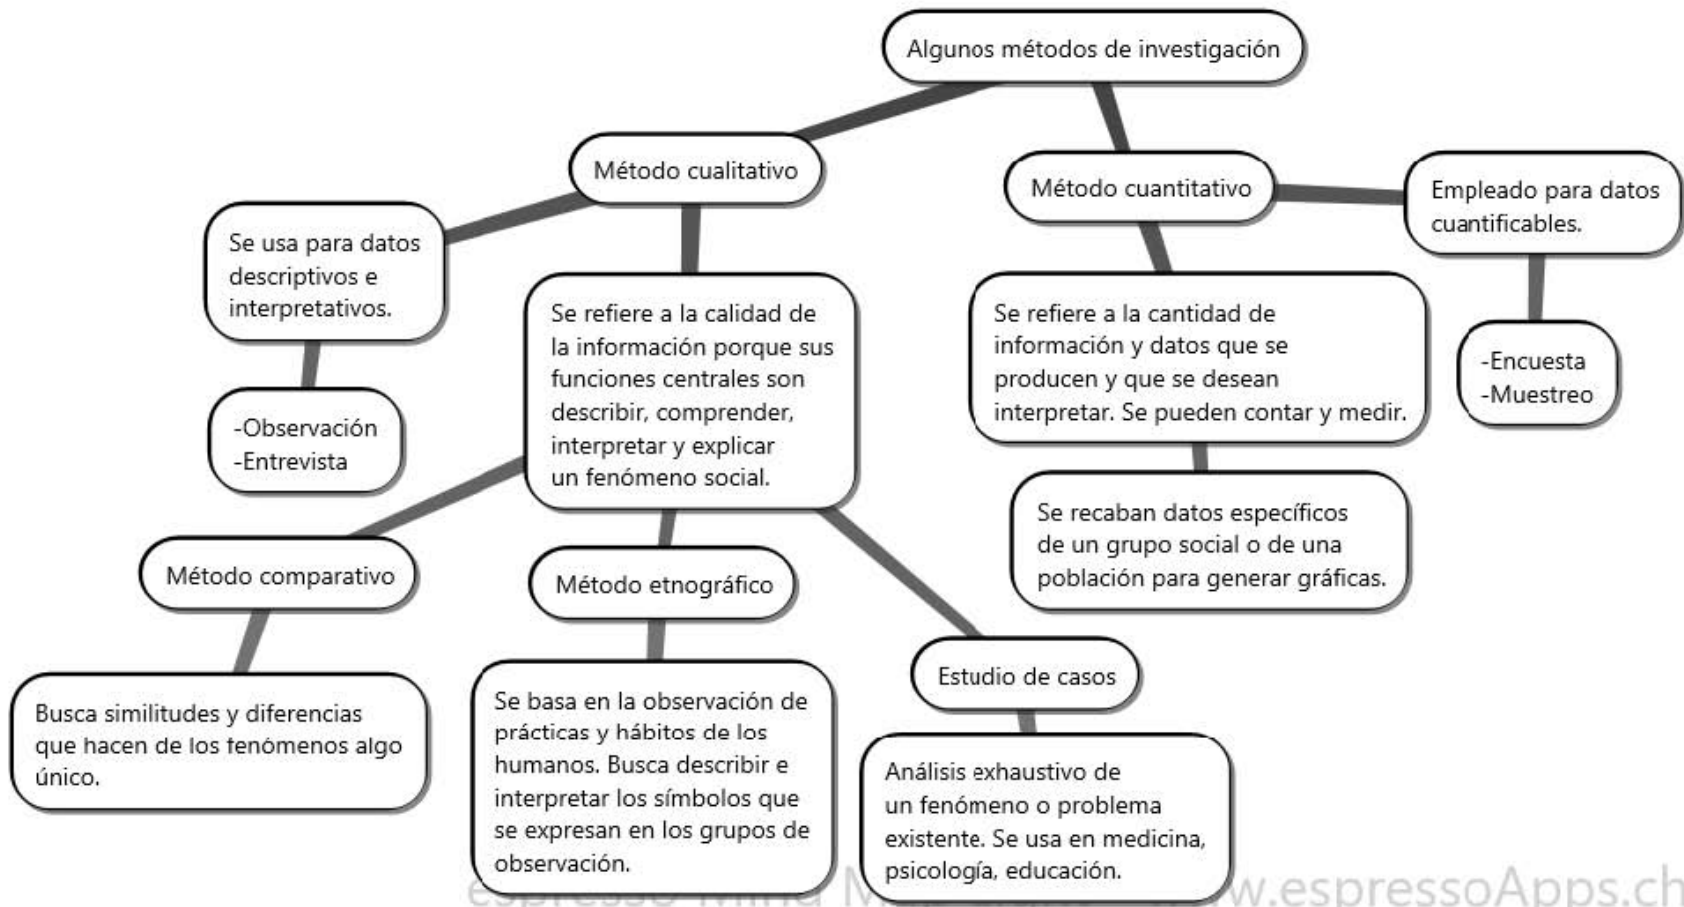 Algunos métodos de investigación
Método cualitativo
Se usa para datos
descriptivos e
interpretativos.
-Observación
-Entrevista
Se refiere a la calidad de
la información porque sus
funciones centrales son
describir, comprender,
interpretar y explicar
un fenómeno social.
Método comparativo
Busca similitudes y diferencias
que hacen de los fenómenos algo
único.
Método etnográfico
Se basa en la observación de
prácticas y hábitos de los
humanos. Busca describir e
interpretar los símbolos que
se expresan en los grupos de
observación.
Estudio de casos
Análisis exhaustivo de
un fenómeno o problema
existente. Se usa en medicina,
psicología, educación.
Método cuantitativo
Se refiere a la cantidad de
información y datos que se
producen y que se desean
interpretar. Se pueden contar y medir.
Se recaban datos específicos
de un grupo social o de una
población para generar gráficas.
Empleado para datos
cuantificables.
-Encuesta
-Muestreo
espresso Mind M w.espressoApps.ch